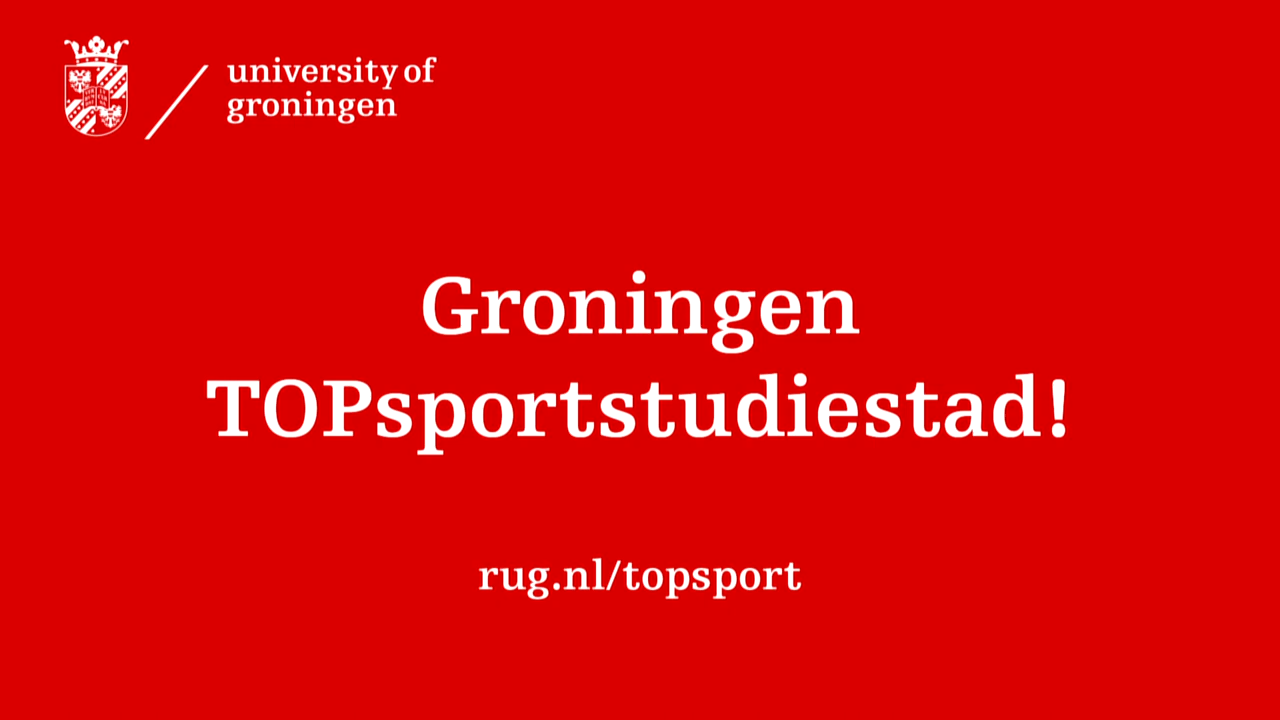 university of
groningen
Groningen
TOPsportstudiestad!
rug.nl/topsport